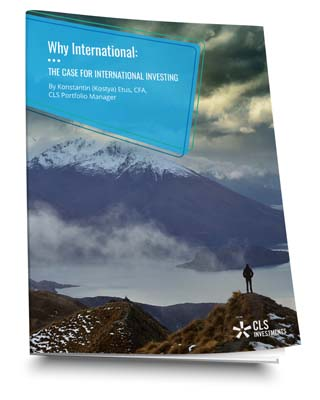 Why International:
THE CASE FOR INTERNATIONAL INVESTING
By Konstantin (Kostya) Etus, CFA,
CLS Portfolio Manager
CLS
INVESTMENTS